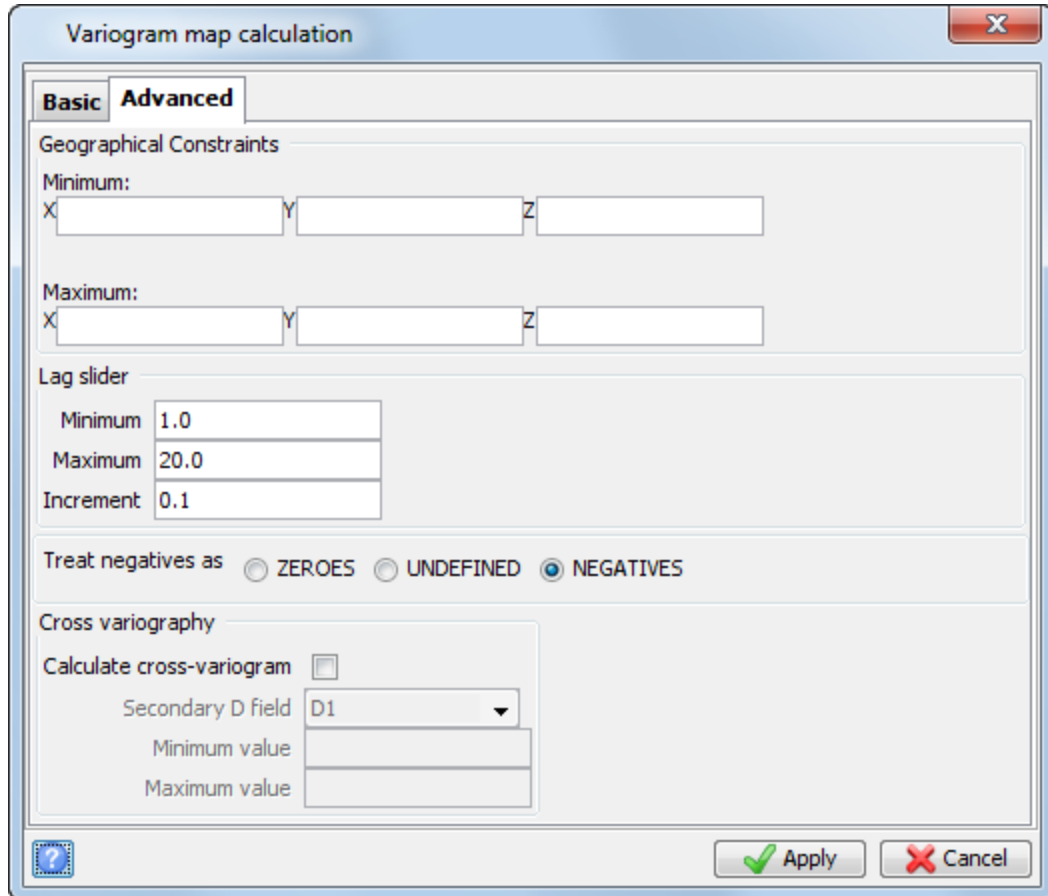 Variogram map calculation
Basic Advanced
Geographical Constraints
Minimum:
X Y Z
Maximum:
X Y Z
Lag slider
Minimum 1.0
Maximum 20.0
Increment 0.1
Treat negatives as ZEROES UNDEFINED NEGATIVES
Cross variography
Calculate cross-variogram
Secondary D field D1
Minimum value
Maximum value
? Apply Cancel